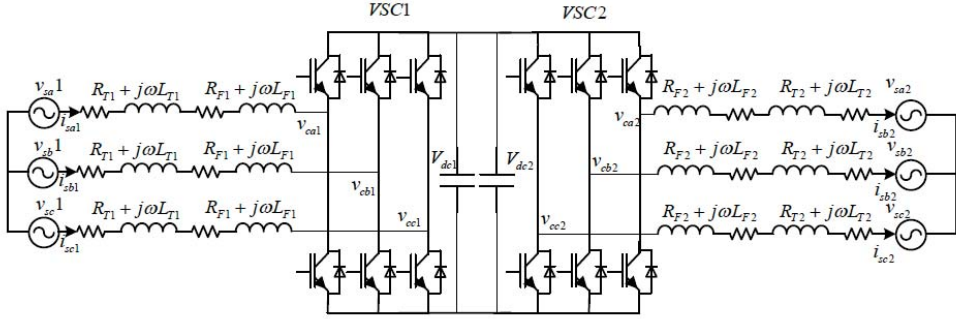 VSC1
VSC2
v_sa1
R_T1 + jωL_T1
R_F1 + jωL_F1
i_sa1
v_ca1
v_sb1
R_T1 + jωL_T1
R_F1 + jωL_F1
i_sb1
v_cb1
v_sc1
R_T1 + jωL_T1
R_F1 + jωL_F1
i_sc1
v_cc1
V_dc1
V_dc2
v_ca2
R_F2 + jωL_F2
R_T2 + jωL_T2
v_sa2
i_sb2
v_cb2
R_F2 + jωL_F2
R_T2 + jωL_T2
v_sb2
i_sb2
v_cc2
R_F2 + jωL_F2
R_T2 + jωL_T2
v_sc2
i_sc2